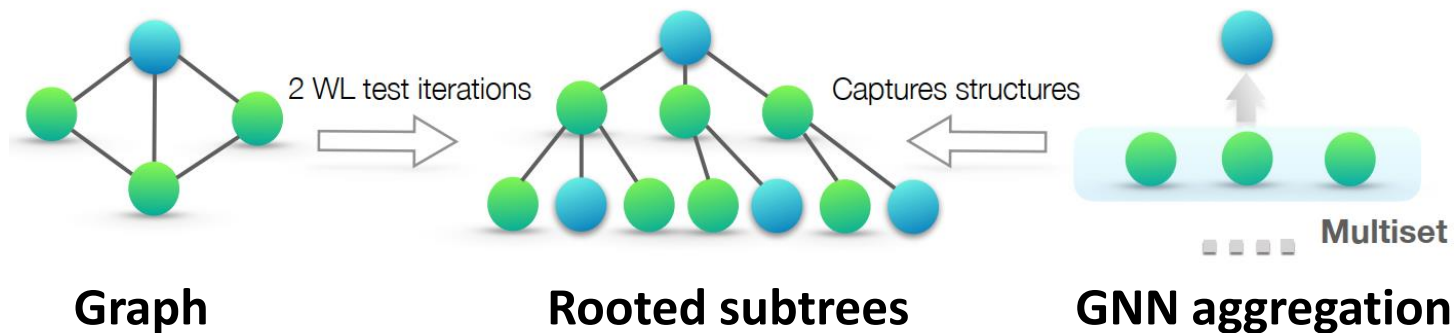 2 WL test iterations
Captures structures
Multiset
Graph
Rooted subtrees
GNN aggregation